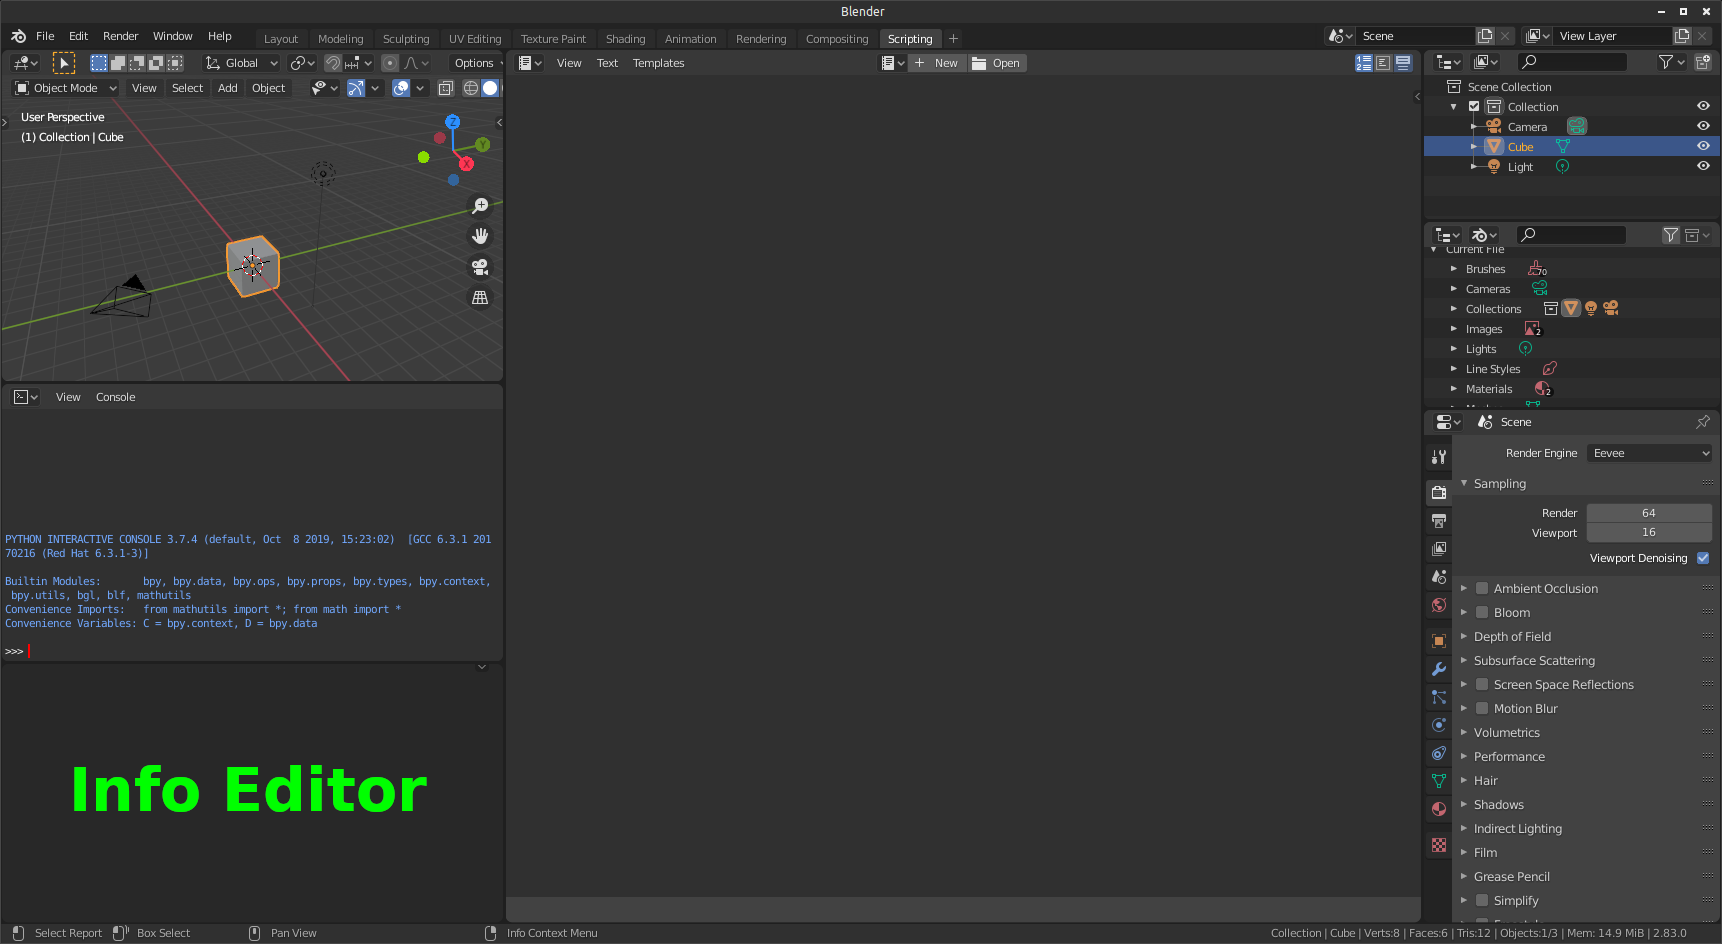 Blender
File Edit Render Window Help Layout Modeling Sculpting UV Editing Texture Paint Shading Animation Rendering Compositing Scripting + Scene View Layer
Global Options
Object Mode View Select Add Object
User Perspective
(1) Collection | Cube
Z
Y
X
View Console
PYTHON INTERACTIVE CONSOLE 3.7.4 (default, Oct  8 2019, 15:23:02)  [GCC 6.3.1 201
70216 (Red Hat 6.3.1-3)]
Builtin Modules:       bpy, bpy.data, bpy.ops, bpy.props, bpy.types, bpy.context,
bpy.utils, bgl, blf, mathutils
Convenience Imports:   from mathutils import *; from math import *
Convenience Variables: C = bpy.context, D = bpy.data
>>>
Info Editor
View Text Templates + New Open
Scene Collection
Collection
Camera
Cube
Light
Current File
Brushes 70
Cameras
Collections
Images 2
Lights
Line Styles
Materials 2
Scene
Render Engine Eevee
Sampling
Render 64
Viewport 16
Viewport Denoising
Ambient Occlusion
Bloom
Depth of Field
Subsurface Scattering
Screen Space Reflections
Motion Blur
Volumetrics
Performance
Hair
Shadows
Indirect Lighting
Film
Grease Pencil
Simplify
Select Report Box Select Pan View Info Context Menu Collection | Cube | Verts:8 | Faces:6 | Tris:12 | Objects:1/3 | Mem: 14.9 MiB | 2.83.0